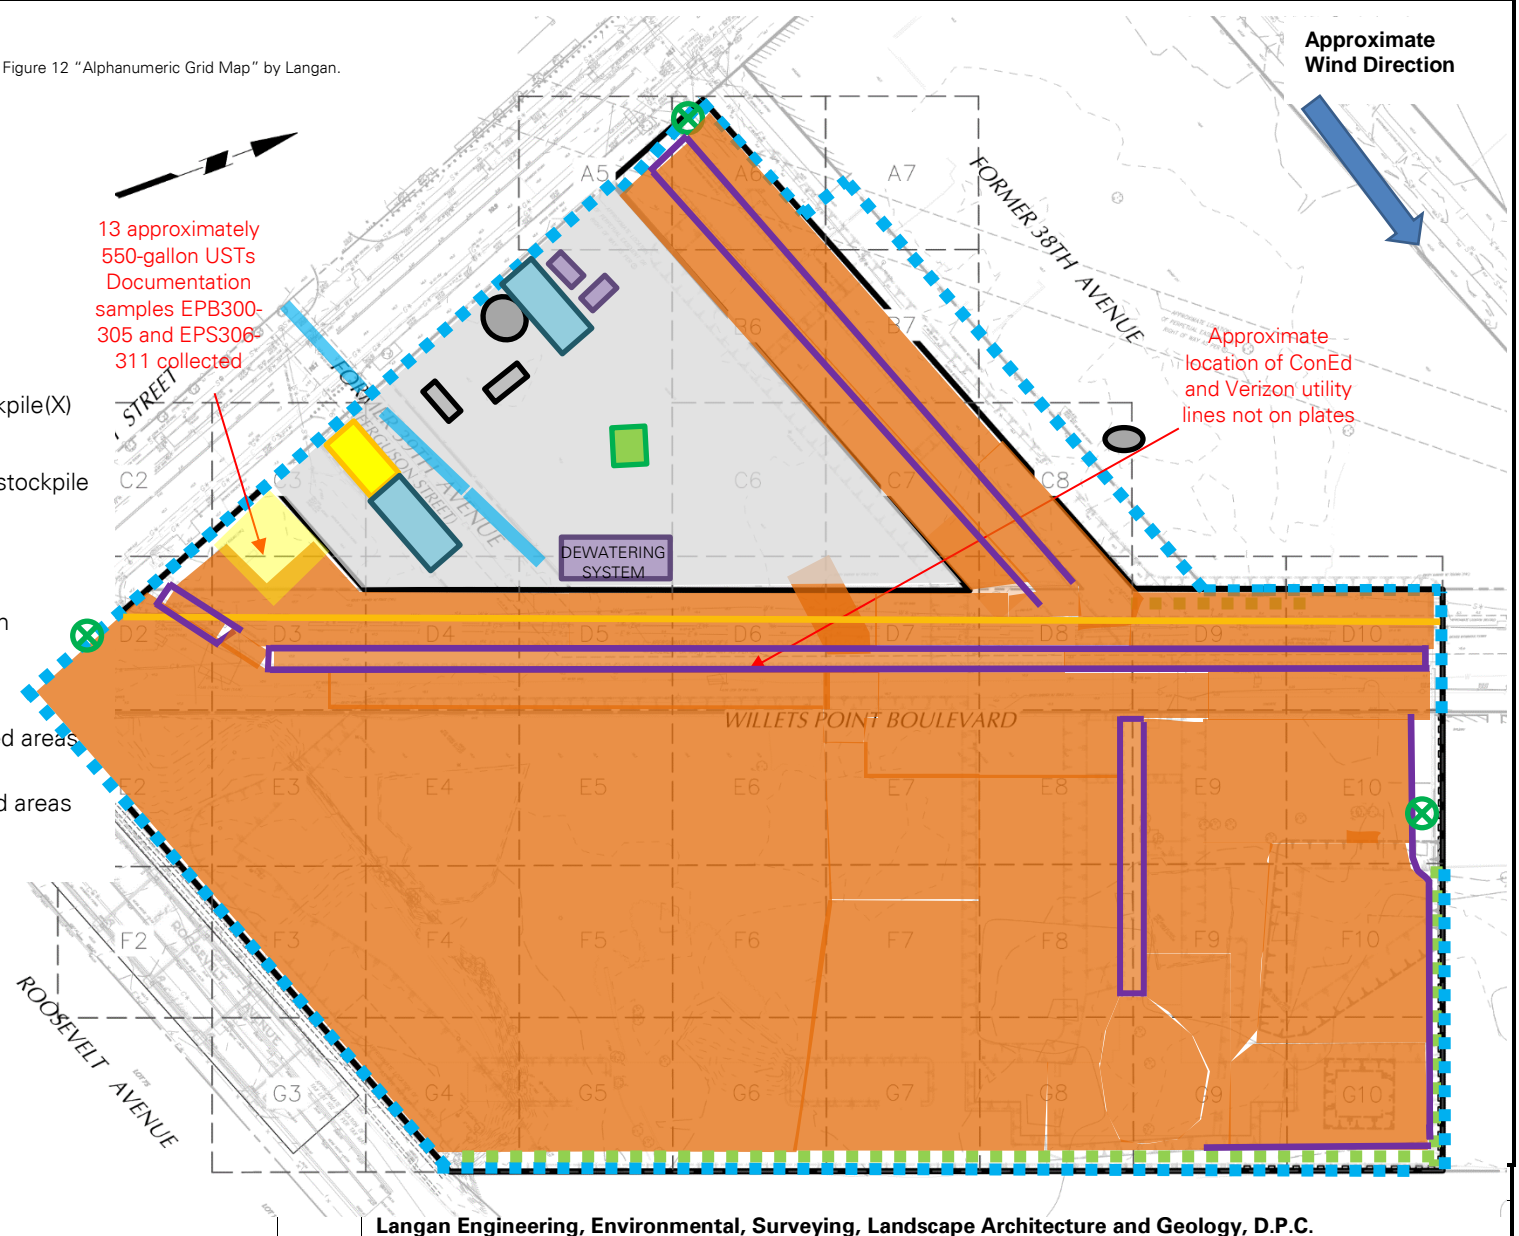 Figure 12 “Alphanumeric Grid Map” by Langan.
Approximate
Wind Direction
13 approximately
550-gallon USTs
Documentation
samples EPB300-
305 and EPS306-
311 collected
kpile(X)
stockpile
n
d areas
d areas
STREET
FORMER 39TH AVENUE
(FERGUSON STREET)
FORMER 38TH AVENUE
Approximate
location of ConEd
and Verizon utility
lines not on plates
DEWATERING
SYSTEM
WILLETS POINT BOULEVARD
ROOSEVELT AVENUE
A5
A6
A7
B6
B7
C2
C3
C6
C7
C8
D2
D3
D4
D5
D6
D7
D8
D9
D10
E2
E3
E4
E5
E6
E7
E8
E9
E10
F2
F3
F4
F5
F6
F7
F8
F9
F10
G3
G4
G5
G6
G7
G8
G9
G10
Langan Engineering, Environmental, Surveying, Landscape Architecture and Geology, D.P.C.